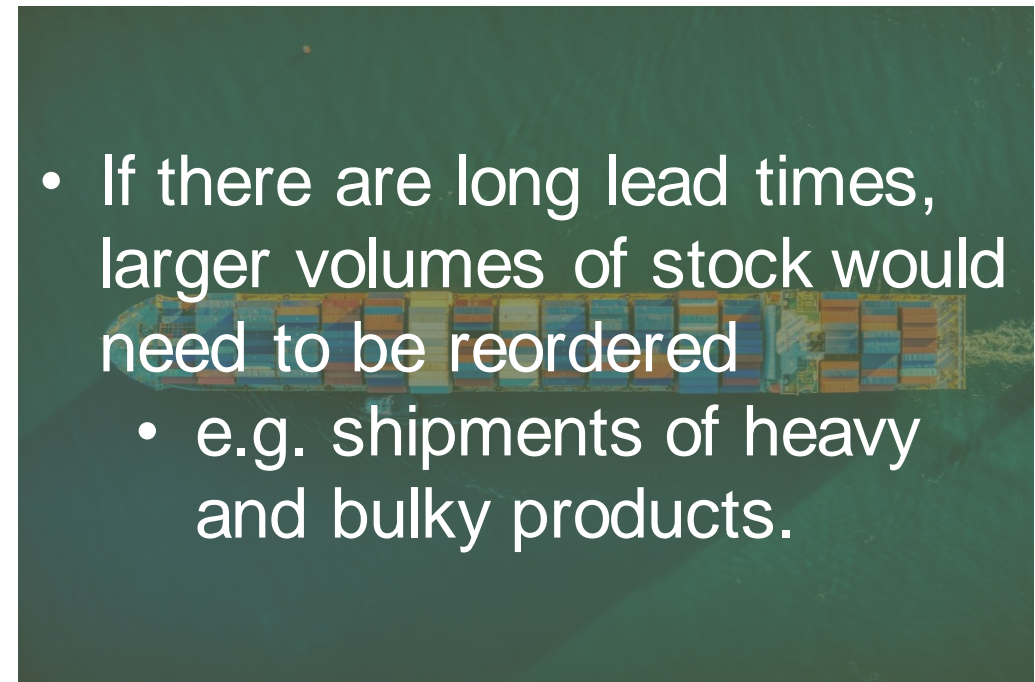 • If there are long lead times,
larger volumes of stock would
need to be reordered
• e.g. shipments of heavy
and bulky products.